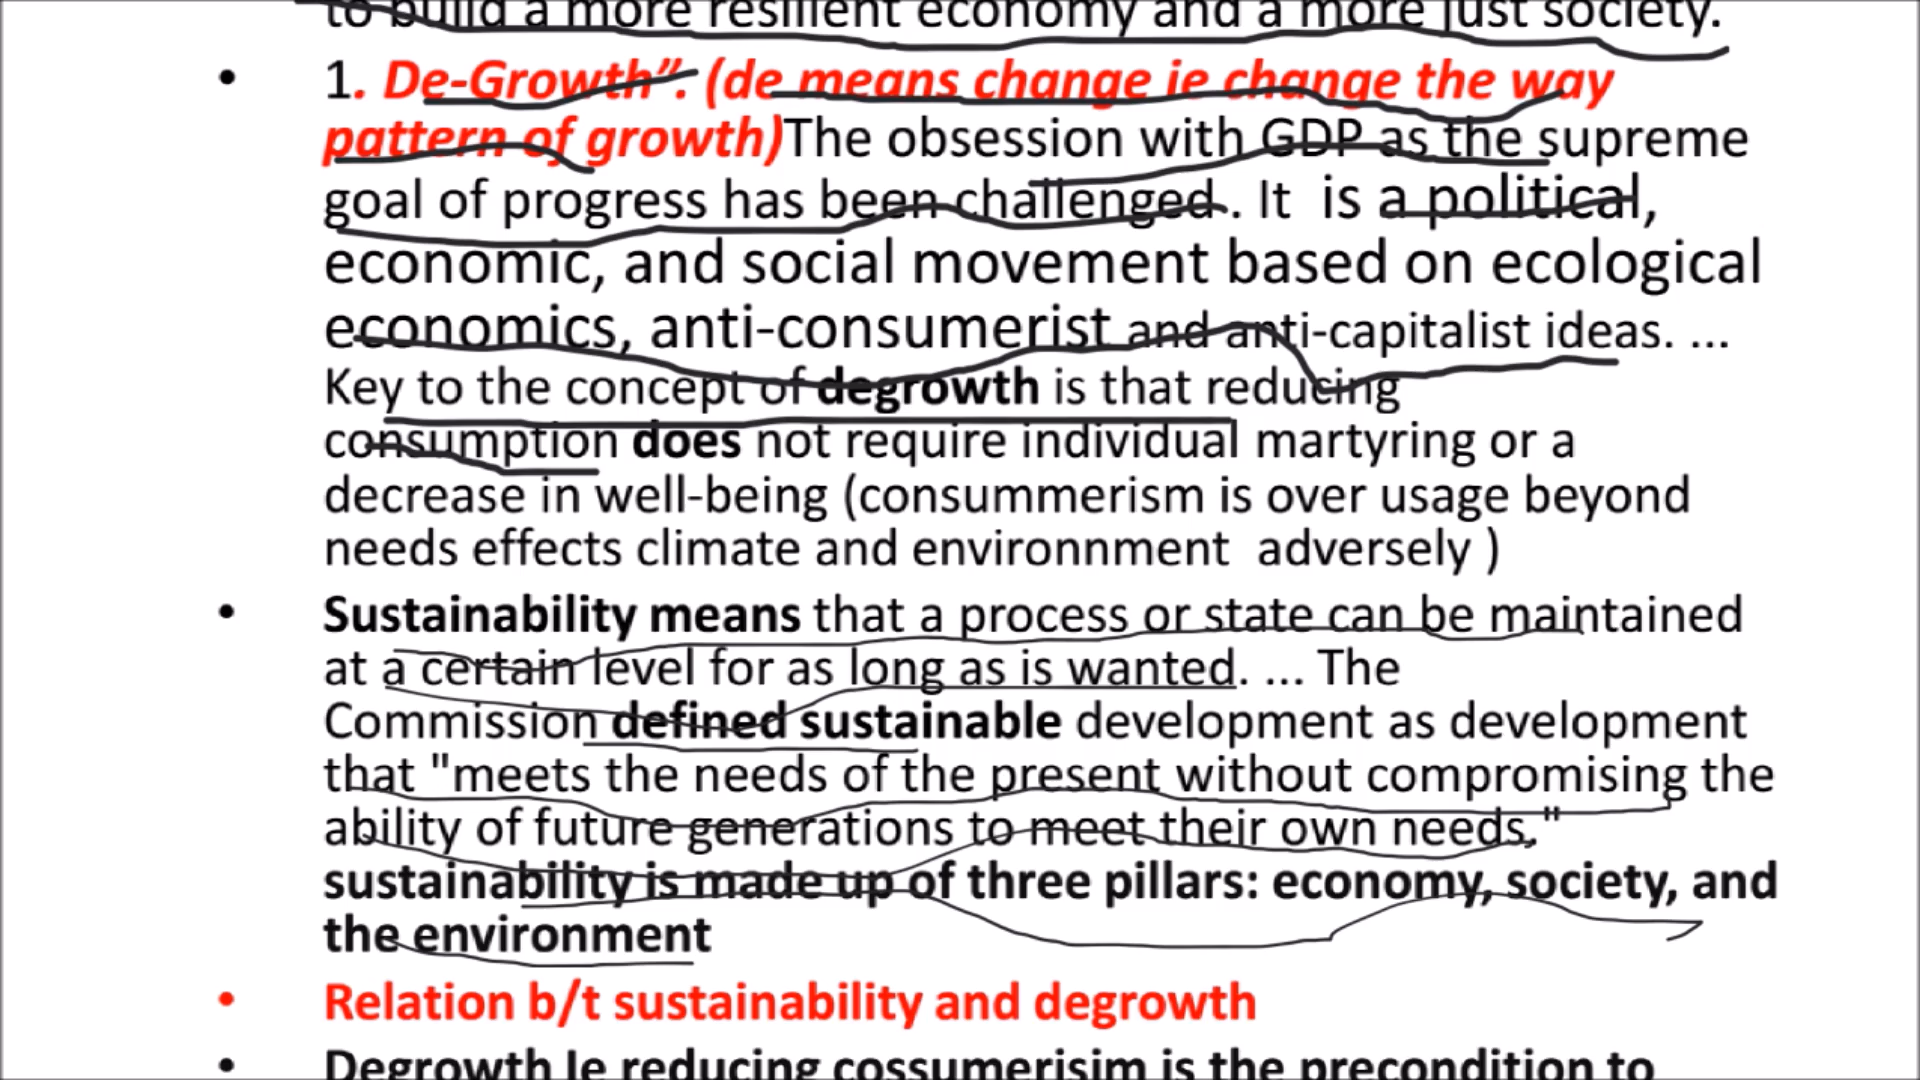 to build a more resilient economy and a more just society.
• 1. De-Growth”. (de means change ie change the way
pattern of growth)The obsession with GDP as the supreme
goal of progress has been challenged . It is a political,
economic, and social movement based on ecological
economics, anti-consumerist and anti-capitalist ideas. ...
Key to the concept of degrowth is that reducing
consumption does not require individual martyring or a
decrease in well-being (consummerism is over usage beyond
needs effects climate and environnment adversely )
• Sustainability means that a process or state can be maintained
at a certain level for as long as is wanted. ... The
Commission defined sustainable development as development
that "meets the needs of the present without compromising the
ability of future generations to meet their own needs."
sustainability is made up of three pillars: economy, society, and
the environment
• Relation b/t sustainability and degrowth
• Degrowth Ie reducing cossumerisim is the precondition to